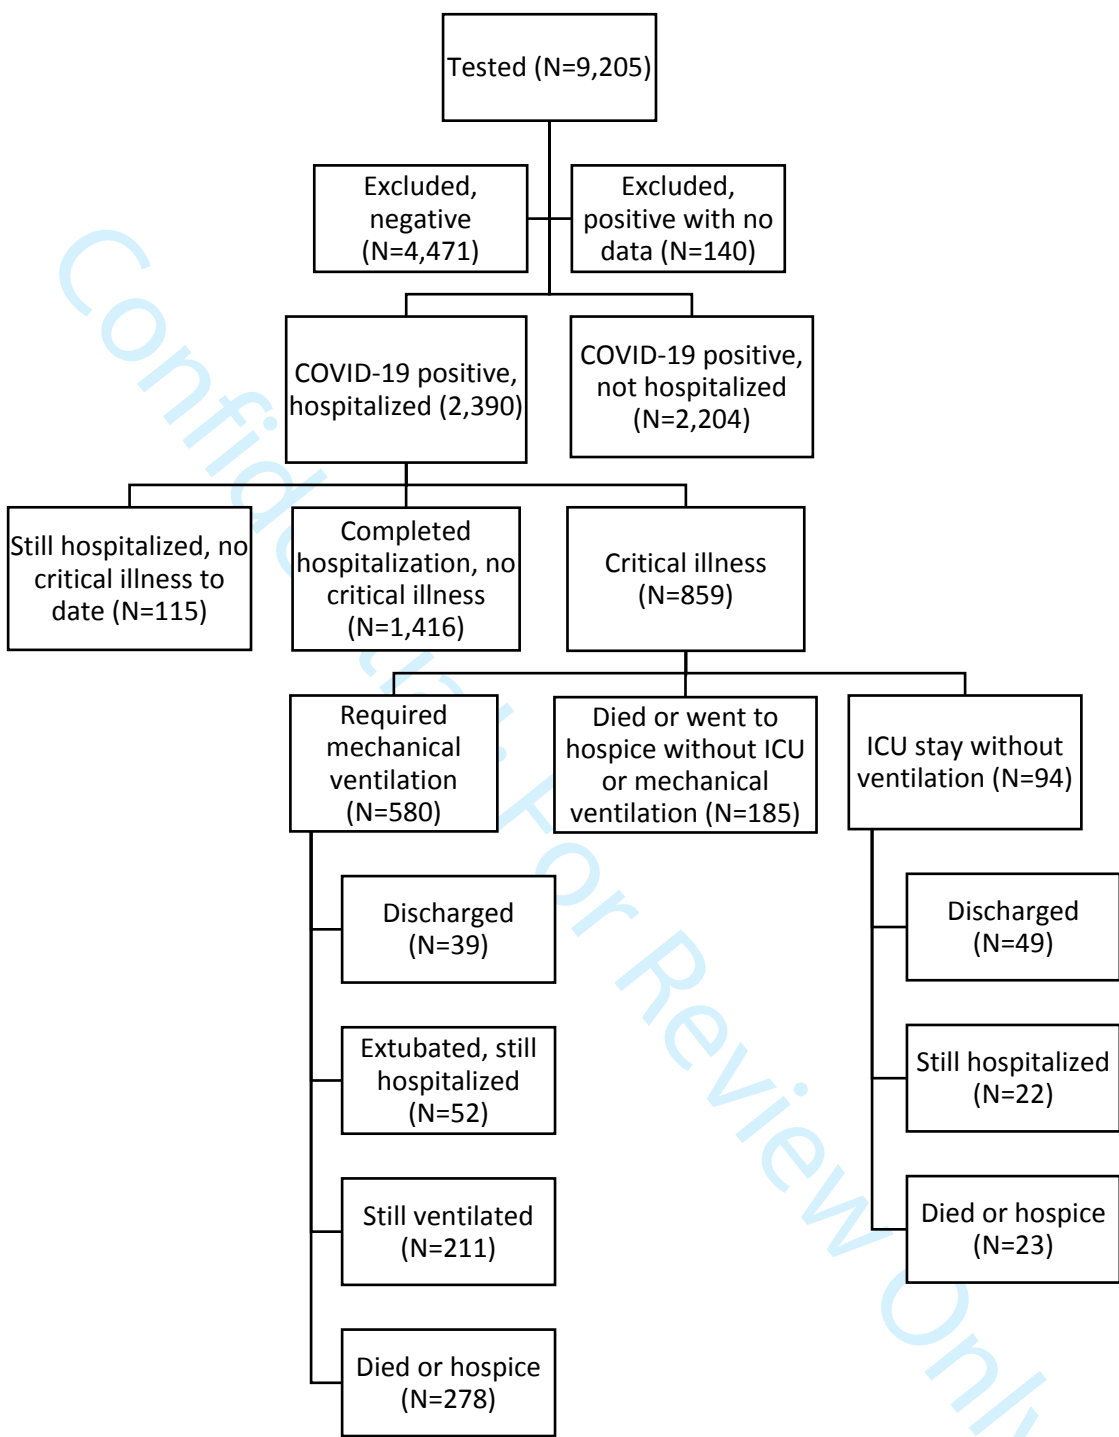 Tested (N=9,205)
Excluded,
negative
(N=4,471)
Excluded,
positive with no
data (N=140)
COVID-19 positive,
hospitalized (2,390)
COVID-19 positive,
not hospitalized
(N=2,204)
Still hospitalized, no
critical illness to
date (N=115)
Completed
hospitalization, no
critical illness
(N=1,416)
Critical illness
(N=859)
Required
mechanical
ventilation
(N=580)
Died or went to
hospice without ICU
or mechanical
ventilation (N=185)
ICU stay without
ventilation (N=94)
Discharged
(N=39)
Extubated, still
hospitalized
(N=52)
Still ventilated
(N=211)
Died or hospice
(N=278)
Discharged
(N=49)
Still hospitalized
(N=22)
Died or hospice
(N=23)
Confidential: For Review Only